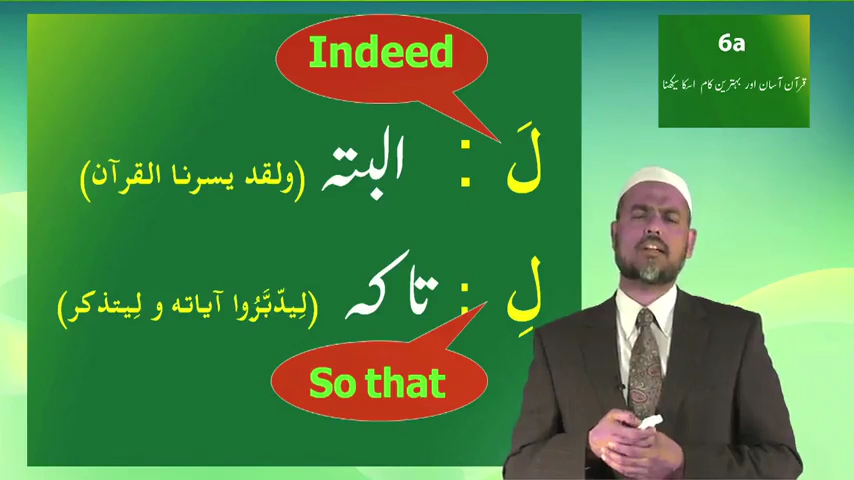 Indeed
6a
قرآن آسان اور بہترین کام اسکا سیکھنا
لَ : البتہ (ولقد يسرنا القرآن)
لِ : تاکہ (لِيدّبَّرُوا آياته و لِيتذكر)
So that